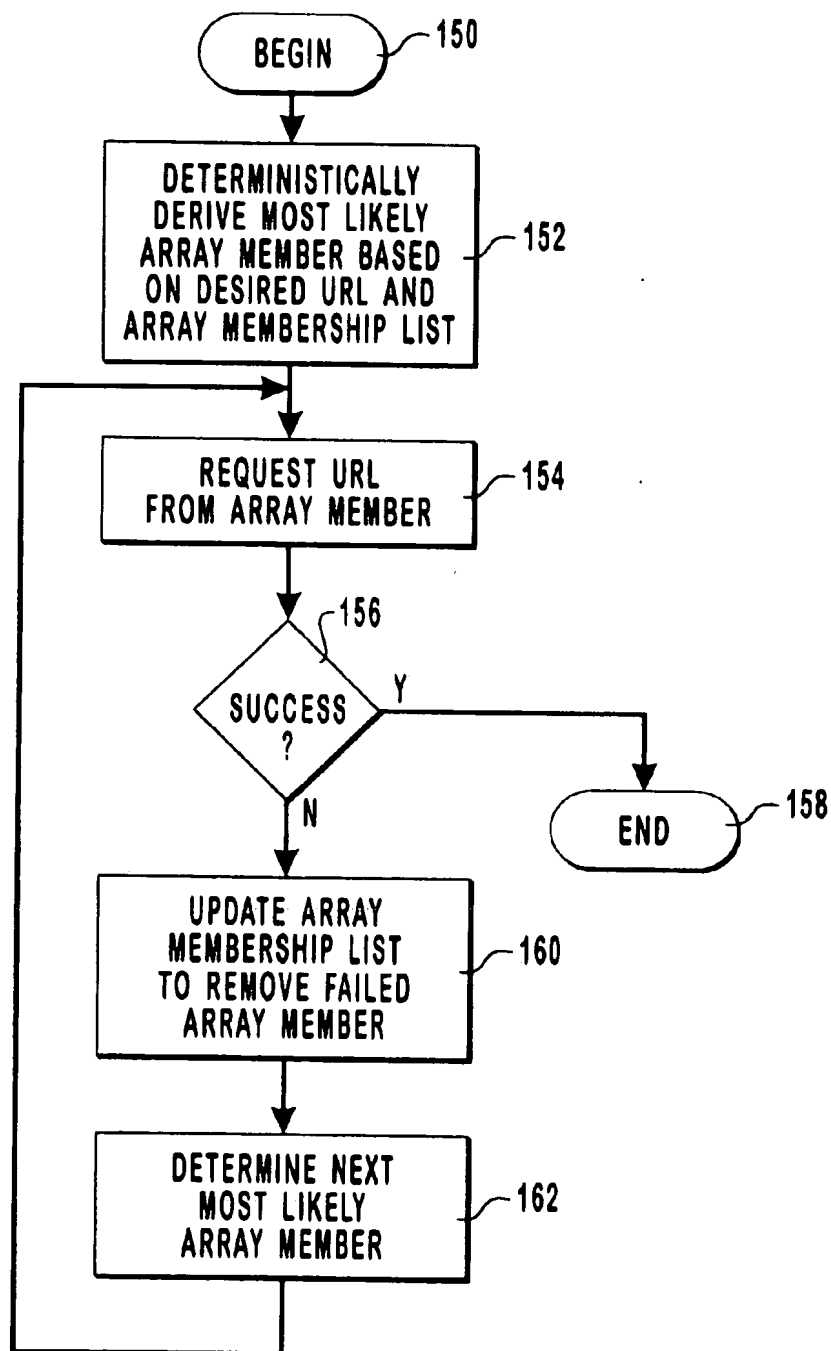 BEGIN
150
DETERMINISTICALLY
DERIVE MOST LIKELY
ARRAY MEMBER BASED
ON DESIRED URL AND
ARRAY MEMBERSHIP LIST
152
REQUEST URL
FROM ARRAY MEMBER
154
156
SUCCESS
?
Y
N
END
158
UPDATE ARRAY
MEMBERSHIP LIST
TO REMOVE FAILED
ARRAY MEMBER
160
DETERMINE NEXT
MOST LIKELY
ARRAY MEMBER
162